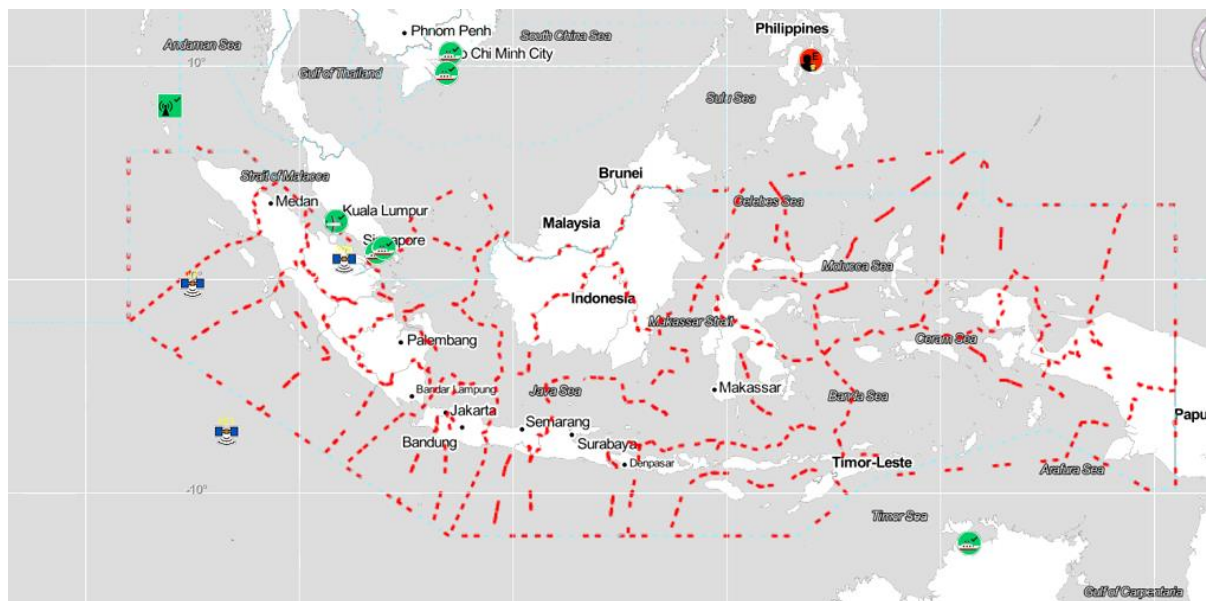 Phnom Penh
Philippines
South China Sea
Andaman Sea
Chi Minh City
10°
Gulf of Thailand
Sulu Sea
Strait of Malacca
Brunei
Medan
Celebes Sea
Kuala Lumpur
Malaysia
Singapore
Molucca Sea
Indonesia
Makassar Strait
Ceram Sea
Palembang
Bandar Lampung
Java Sea
Makassar
Banda Sea
Jakarta
Papu
Semarang
Bandung
Surabaya
Denpasar
Timor-Leste
Arafura Sea
-10°
Timor Sea
Gulf of Carpentaria